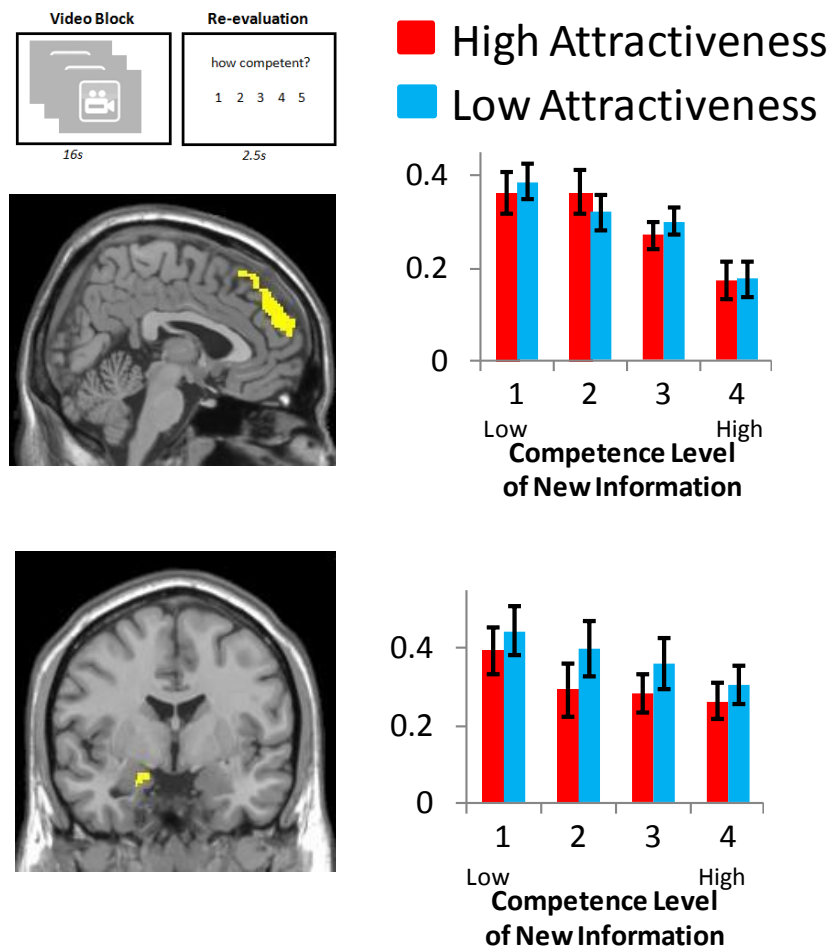 Video Block
Re-evaluation
how competent?
1 2 3 4 5
16s
2.5s
High Attractiveness
Low Attractiveness
0.4
0.2
0
1 2 3 4
Low High
Competence Level
of New Information
0.4
0.2
0
1 2 3 4
Low High
Competence Level
of New Information